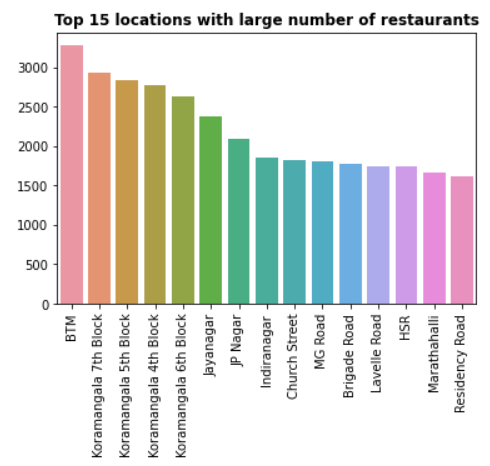 Top 15 locations with large number of restaurants
3000
2500
2000
1500
1000
500
0
BTM
Koramangala 7th Block
Koramangala 5th Block
Koramangala 4th Block
Koramangala 6th Block
Jayanagar
JP Nagar
Indiranagar
Church Street
MG Road
Brigade Road
Lavelle Road
HSR
Marathahalli
Residency Road